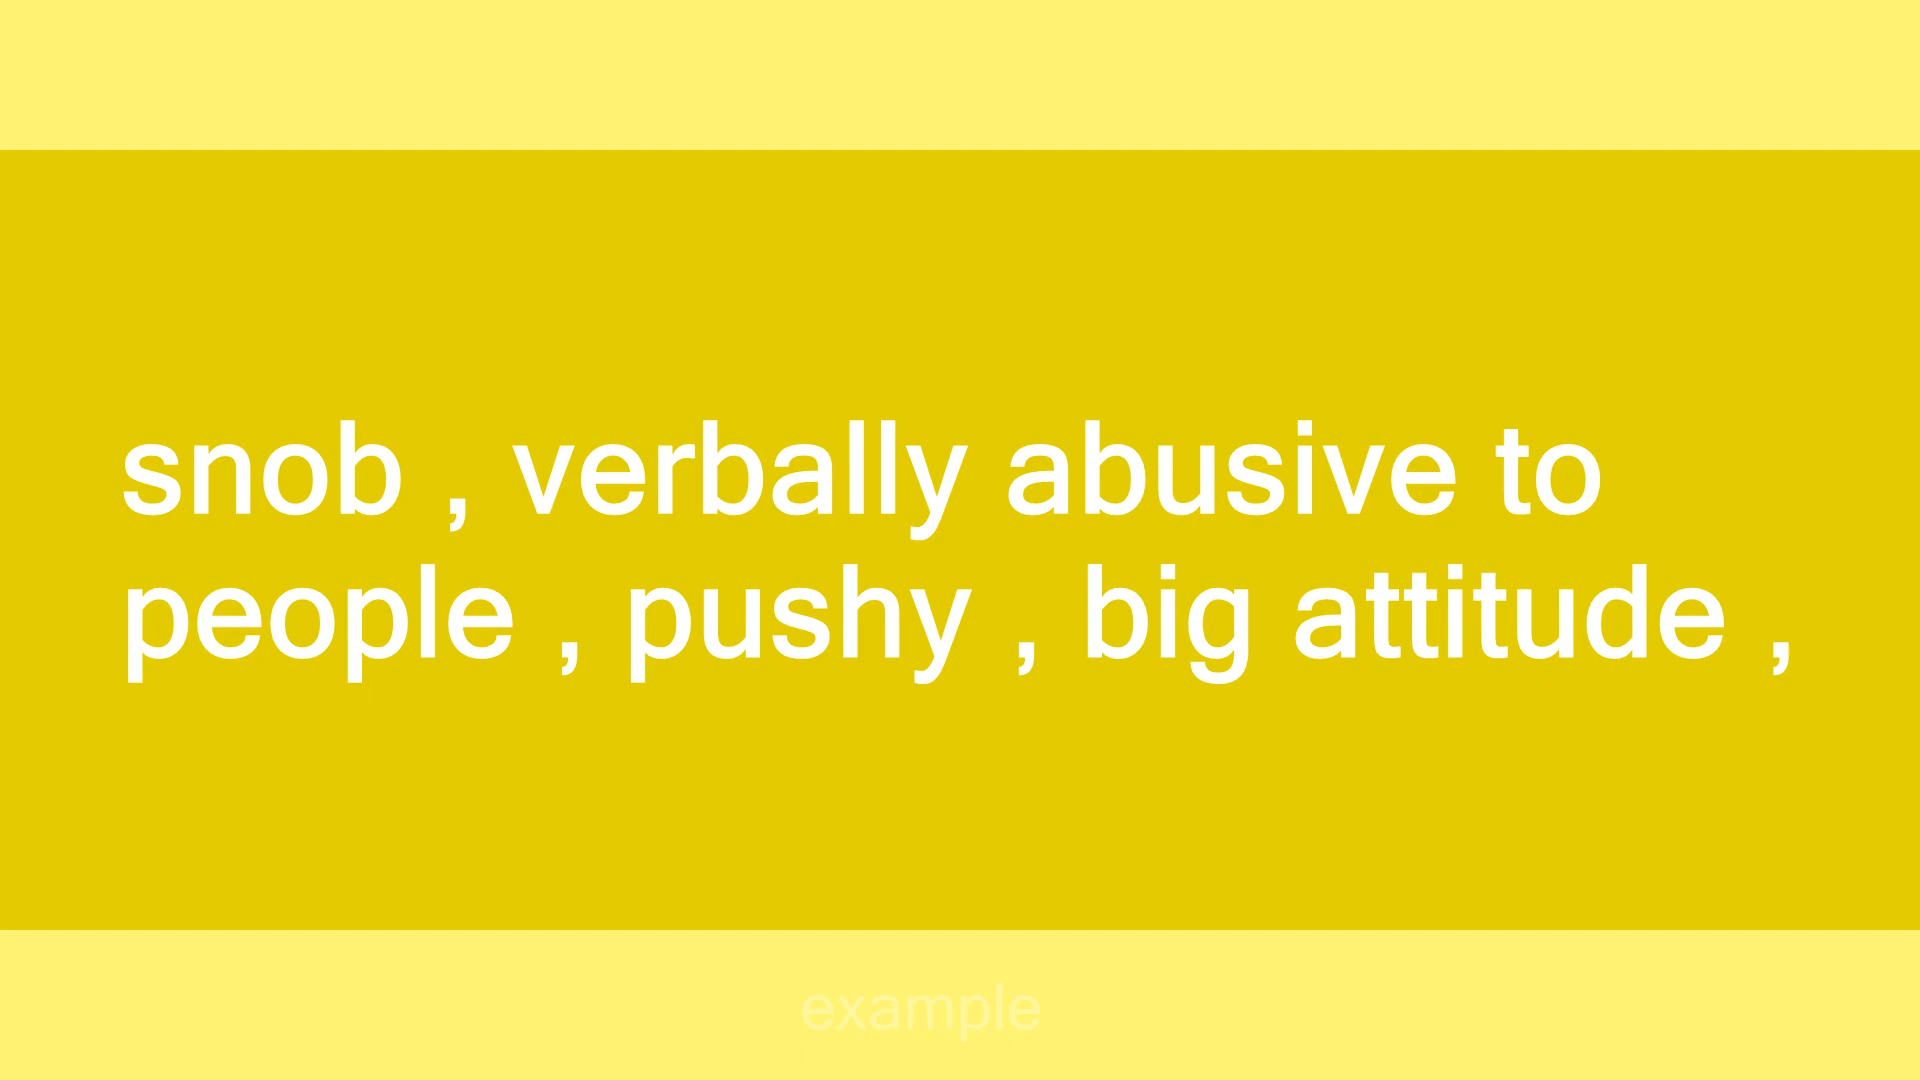 snob , verbally abusive to
people , pushy , big attitude ,
example